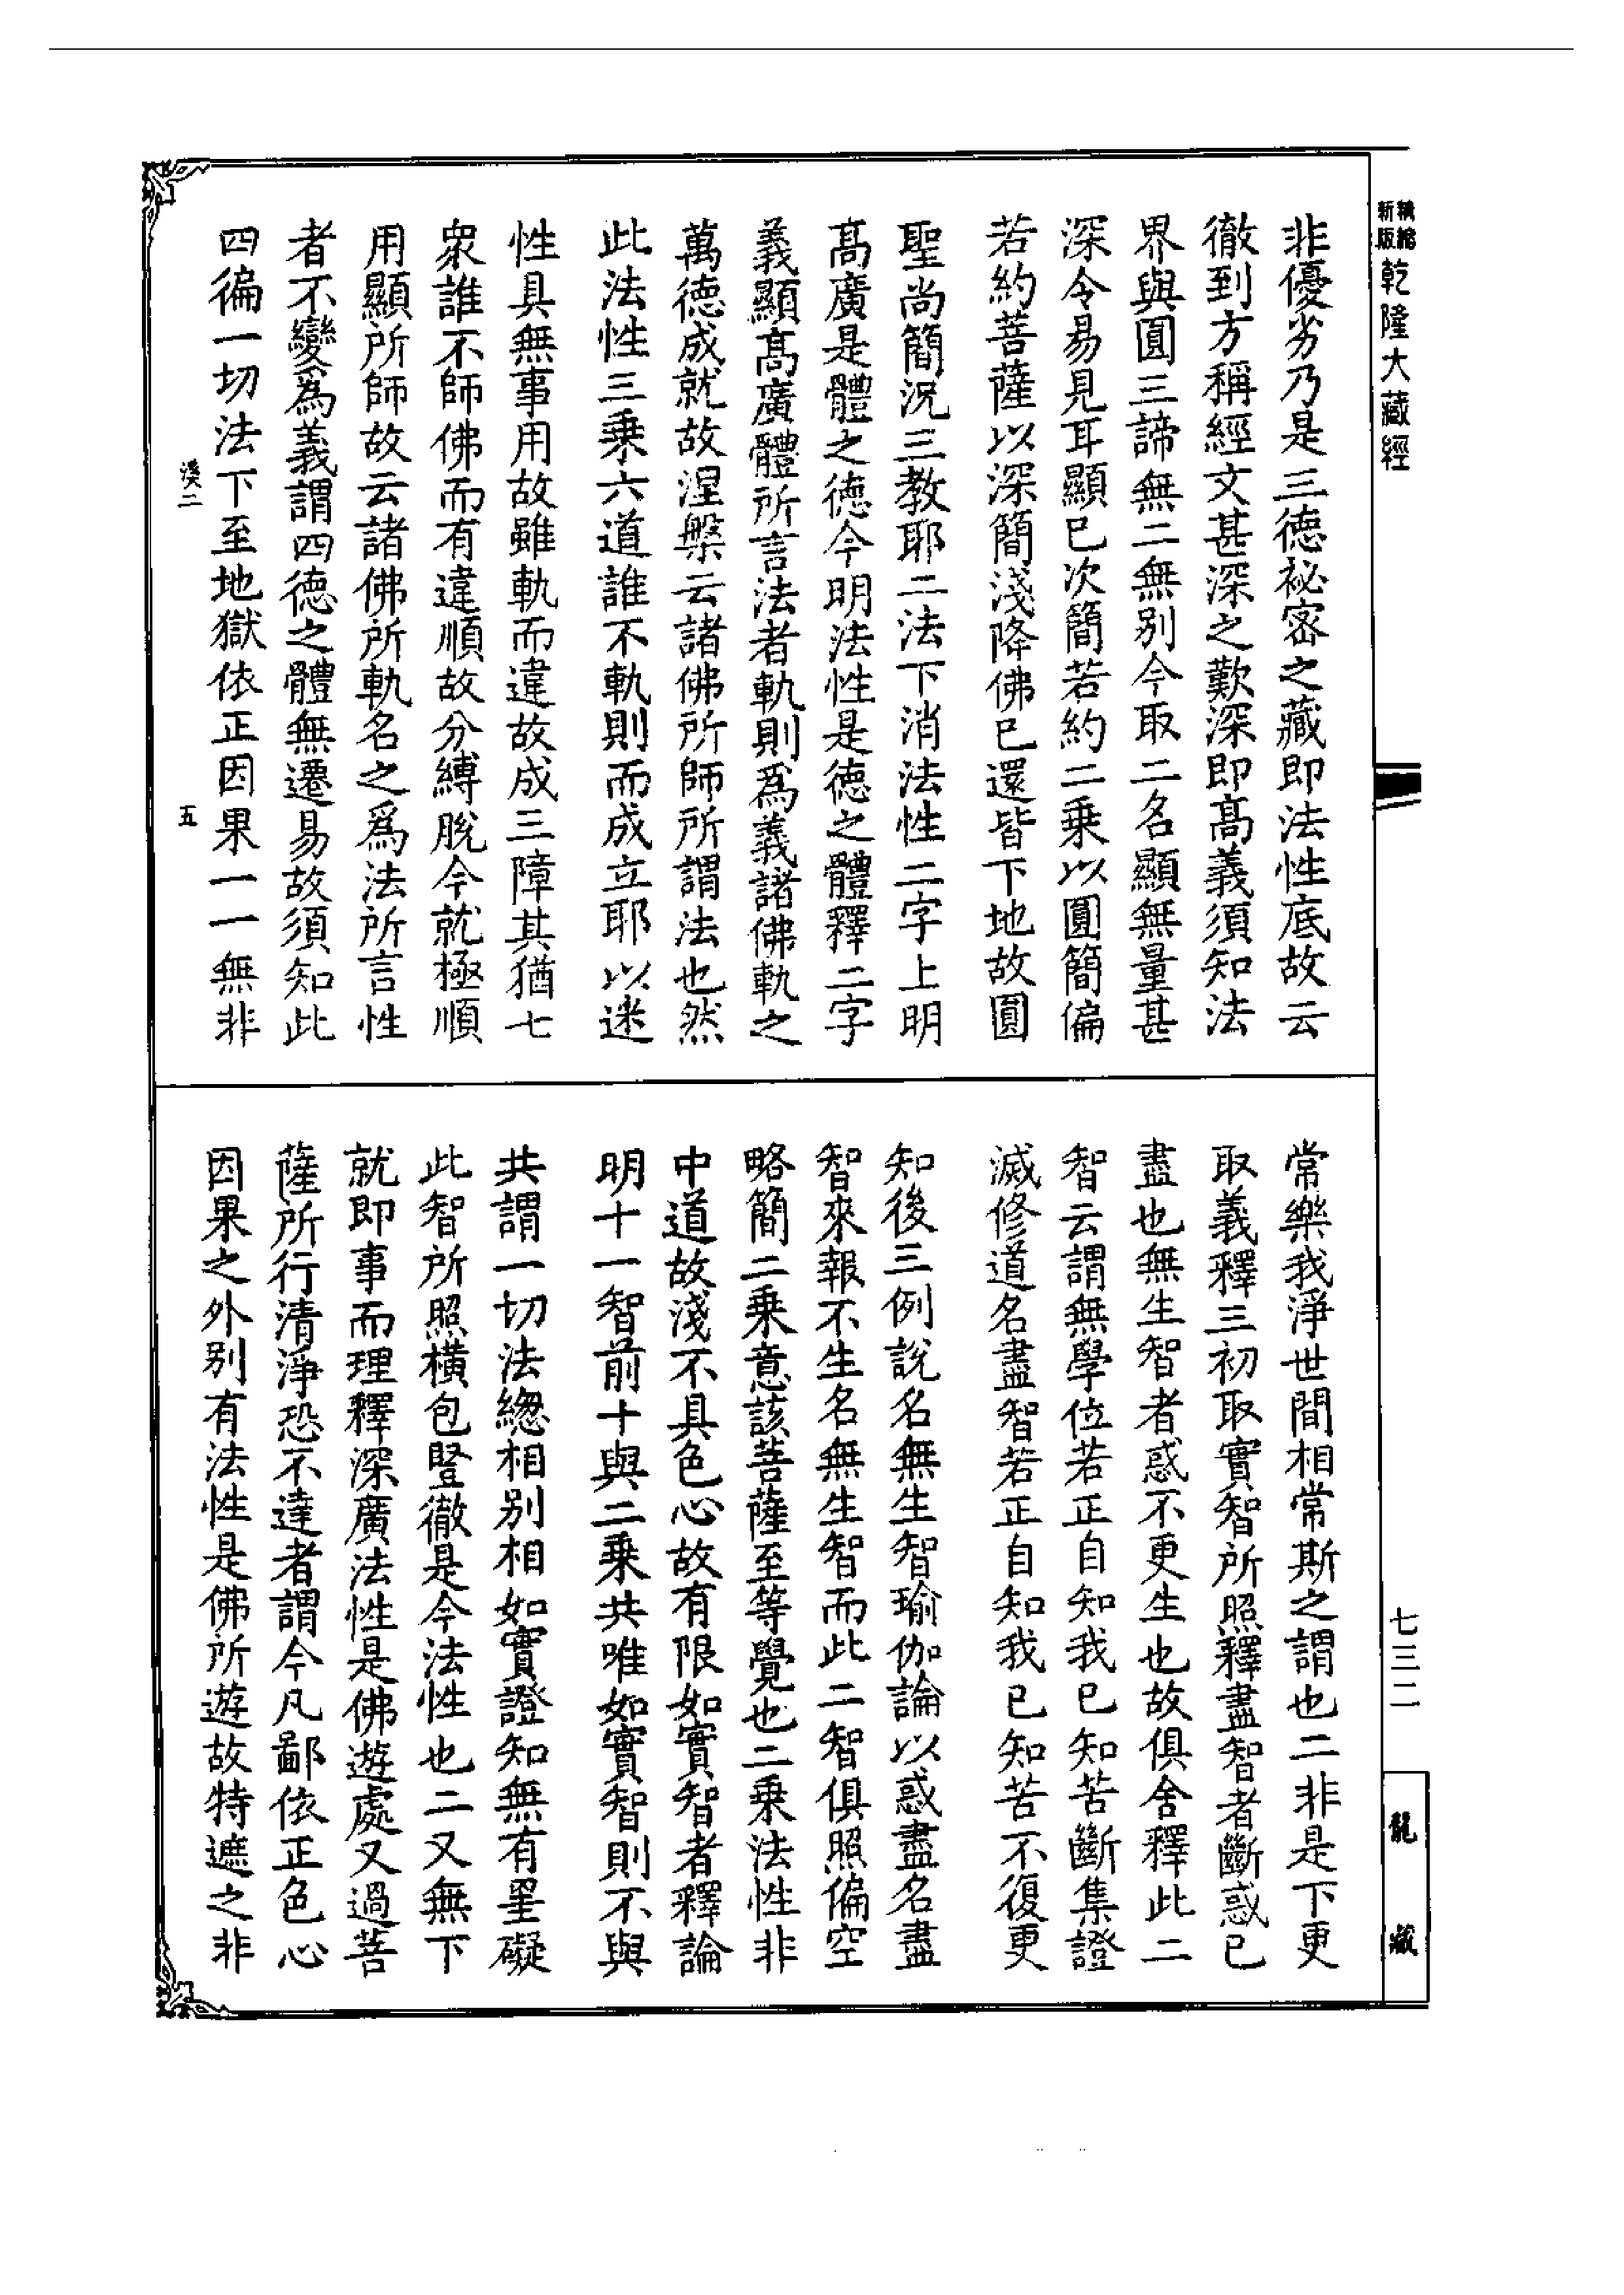 精縮
新版
乾隆大藏經
非優劣乃是三德祕密之藏即法性底故云
徹到方稱經文甚深之歎深即高義須知法
界與圓三諦無二無別今取二名顯無量甚
深令易見耳顯已次簡若約二乘以圓簡偏
若約菩薩以深簡淺降佛已還皆下地故圓
聖尚簡況三教耶二法下消法性二字上明
高廣是體之德今明法性是德之體釋二字
義顯高廣體所言法者軌則為義諸佛軌之
萬德成就故涅槃云諸佛所師所謂法也然
此法性三乘六道誰不軌則而成立耶以迷
性具無事用故雖軌而違故成三障其猶七
眾誰不師佛而有違順故分縛脫今就極順
用顯所師故云諸佛所軌名之為法所言性
者不變為義謂四德之體無遷易故須知此
四徧一切法下至地獄依正因果一一無非
漢二
五
常樂我淨世間相常斯之謂也二非是下更
取義釋三初取實智所照釋盡智者斷惑已
盡也無生智者惑不更生也故俱舍釋此二
智云謂無學位若正自知我已知苦斷集證
滅修道名盡智若正自知我已知苦不復更
知後三例說名無生智瑜伽論以惑盡名盡
智來報不生名無生智而此二智俱照偏空
略簡二乘意該菩薩至等覺也二乘法性非
中道故淺不具色心故有限如實智者釋論
明十一智前十與二乘共唯如實智則不與
共謂一切法總相別相如實證知無有罣礙
此智所照橫包豎徹是今法性也二又無下
就即事而理釋深廣法性是佛遊處又過菩
薩所行清淨恐不達者謂今凡鄙依正色心
因果之外別有法性是佛所遊故特遮之非
七三二
龍藏